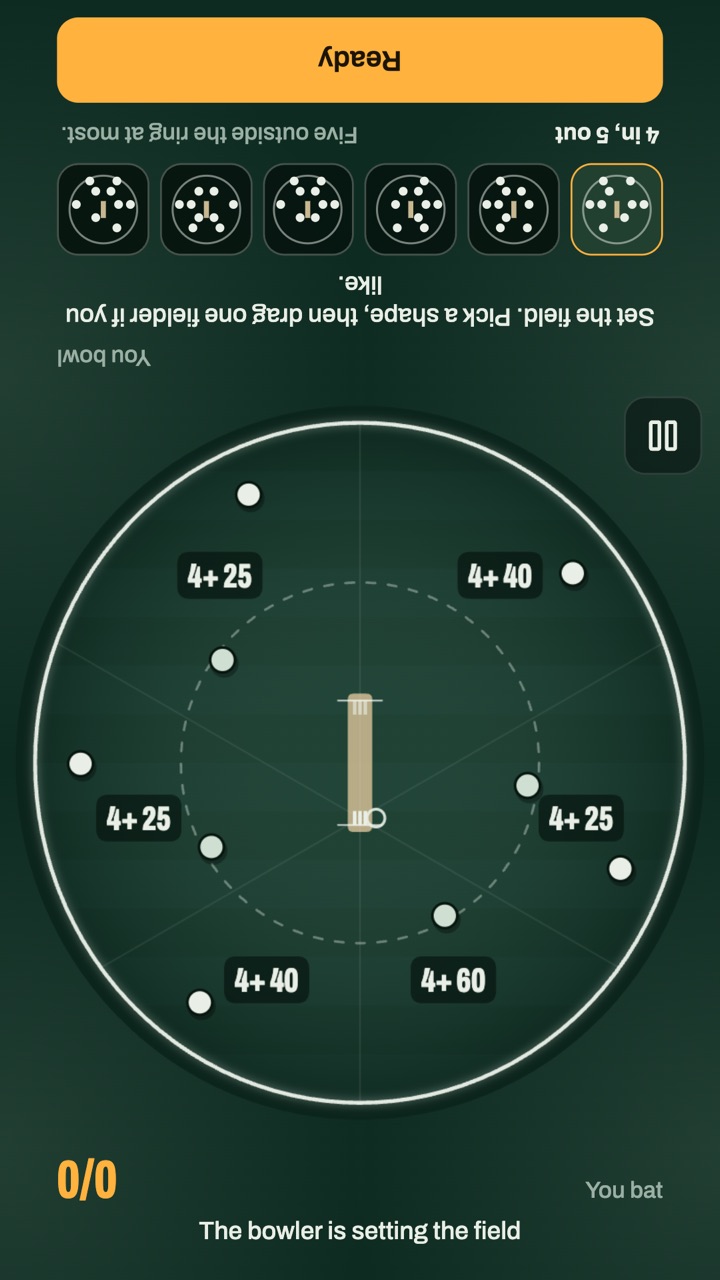 Ready
4 in, 5 out
Five outside the ring at most.
Set the field. Pick a shape, then drag one fielder if you
like.
You bowl
4+ 25
4+ 40
4+ 25
4+ 25
4+ 40
4+ 60
0/0
You bat
The bowler is setting the field